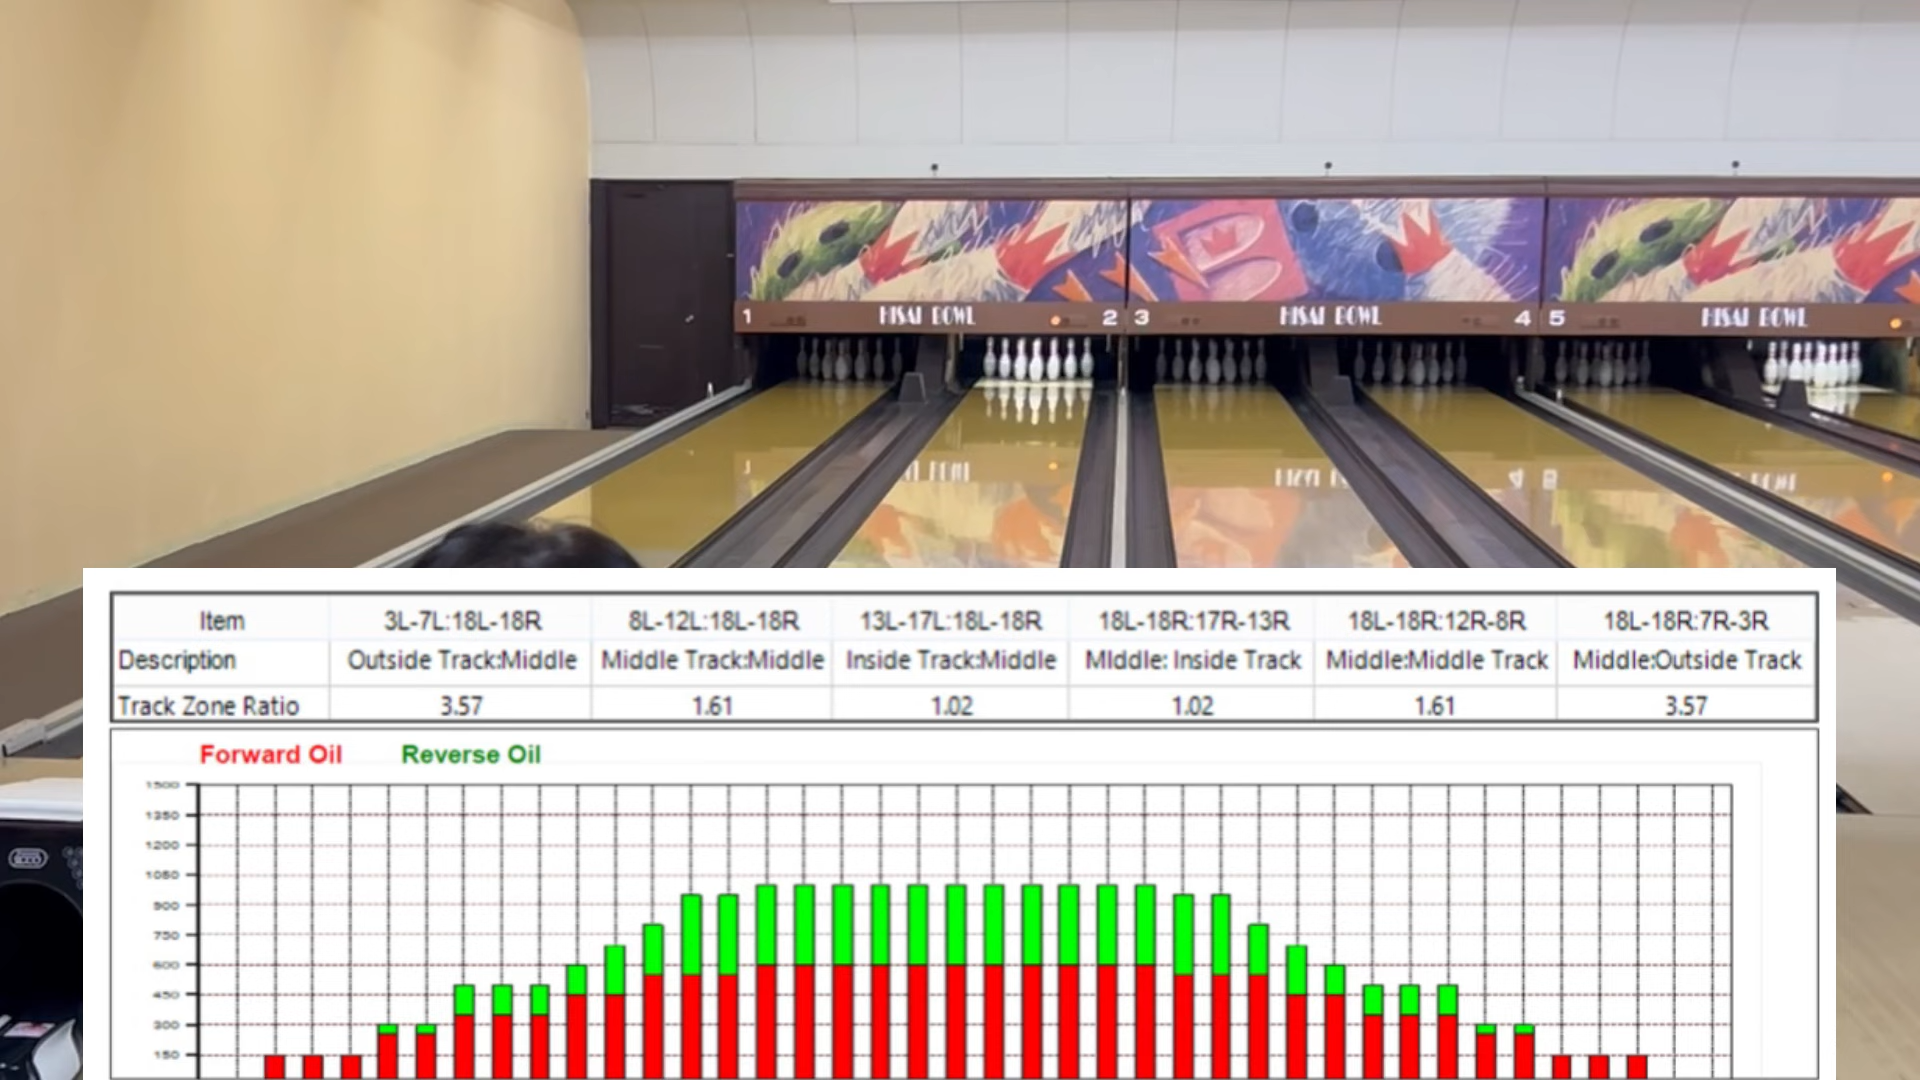 1 HISAI BOWL 2 3 HISAI BOWL 4 5 HISAI BOWL
Item 3L-7L:18L-18R 8L-12L:18L-18R 13L-17L:18L-18R 18L-18R:17R-13R 18L-18R:12R-8R 18L-18R:7R-3R
Description Outside Track:Middle Middle Track:Middle Inside Track:Middle MIddle: Inside Track Middle:Middle Track Middle:Outside Track
Track Zone Ratio 3.57 1.61 1.02 1.02 1.61 3.57
Forward Oil Reverse Oil
1500
1350
1200
1050
900
750
600
450
300
150